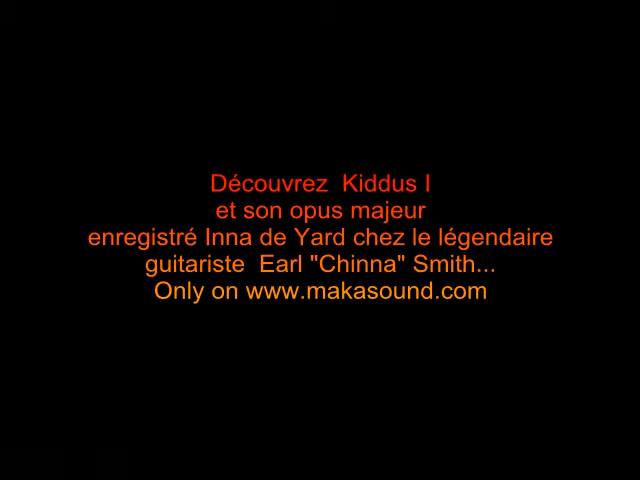 Découvrez  Kiddus I
et son opus majeur
enregistré Inna de Yard chez le légendaire
guitariste  Earl "Chinna" Smith...
Only on www.makasound.com